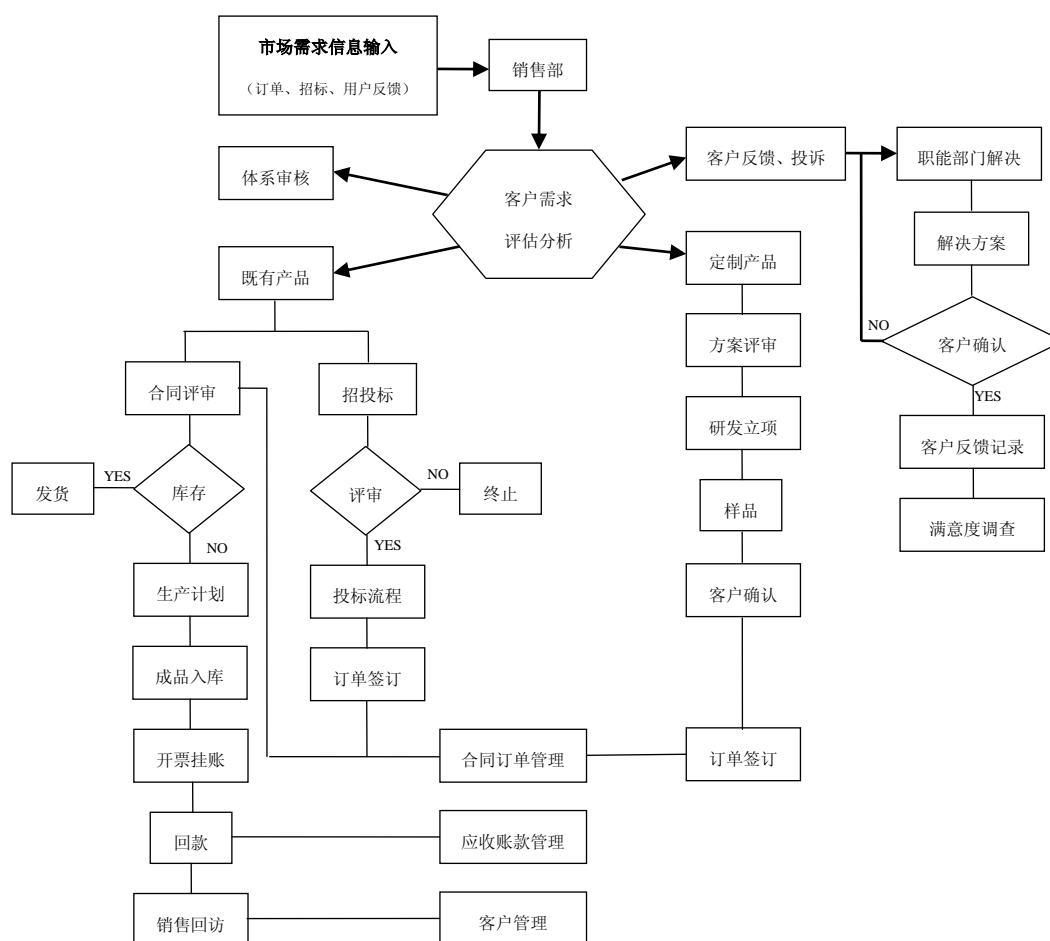 市场需求信息输入
（订单、招标、用户反馈）
销售部
客户反馈、投诉
职能部门解决
体系审核
客户需求
评估分析
解决方案
既有产品
定制产品
NO
客户确认
方案评审
合同评审
招投标
YES
研发立项
客户反馈记录
发货
YES
库存
评审
NO
终止
样品
满意度调查
NO
YES
生产计划
投标流程
客户确认
成品入库
订单签订
开票挂账
合同订单管理
订单签订
回款
应收账款管理
销售回访
客户管理